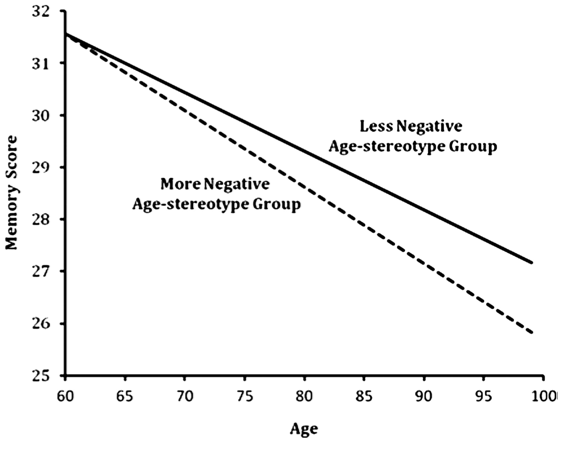 32
31
30
29
28
27
26
25
Memory Score
Less Negative
Age-stereotype Group
More Negative
Age-stereotype Group
60 65 70 75 80 85 90 95 100
Age